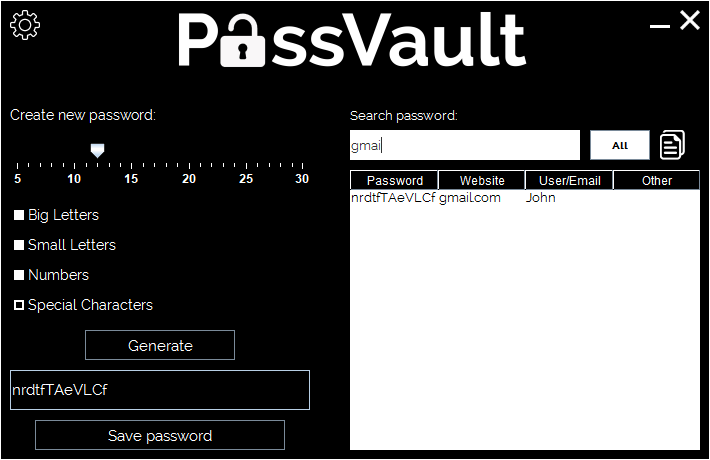 PassVault
Create new password:
5 10 15 20 25 30
Big Letters
Small Letters
Numbers
Special Characters
Generate
nrdtfTAeVLCf
Save password
Search password:
gmai
All
Password Website User/Email Other
nrdtfTAeVLCf gmail.com John